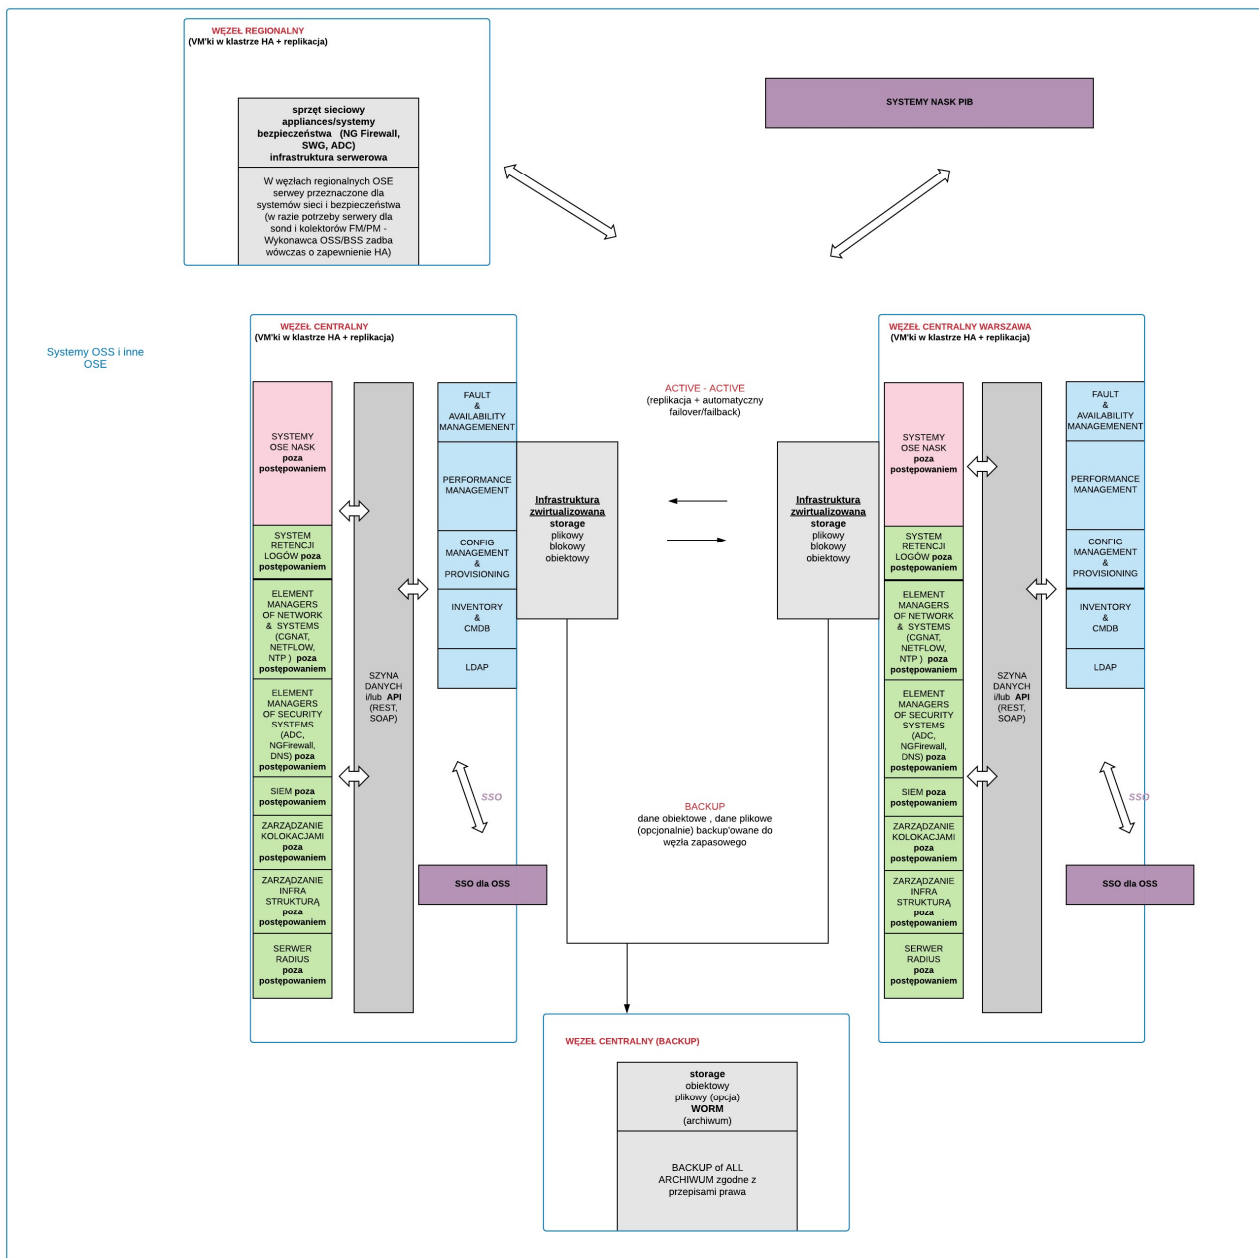 WĘZEŁ REGIONALNY
(VM'ki w klastrze HA + replikacja)
sprzęt sieciowy
appliances/systemy
bezpieczeństwa (NG Firewall,
SWG, ADC)
infrastruktura serwerowa
W węzłach regionalnych OSE
serwey przeznaczone dla
systemów sieci i bezpieczeństwa
(w razie potrzeby serwery dla
sond i kolektorów FM/PM -
Wykonawca OSS/BSS zadba
wówczas o zapewnienie HA)
SYSTEMY NASK PIB
Systemy OSS i inne
OSE
WĘZEŁ CENTRALNY
(VM'ki w klastrze HA + replikacja)
SYSTEMY
OSE NASK
poza
postępowaniem
SYSTEM
RETENCJI
LOGÓW poza
postępowaniem
ELEMENT
MANAGERS
OF NETWORK
& SYSTEMS
(CGNAT,
NETFLOW,
NTP ) poza
postępowaniem
ELEMENT
MANAGERS
OF SECURITY
SYSTEMS
(ADC,
NGFirewall,
DNS) poza
postępowaniem
SIEM poza
postępowaniem
ZARZĄDZANIE
KOLOKACJAMI
poza
postępowaniem
ZARZĄDZANIE
INFRA
STRUKTURĄ
poza
postępowaniem
SERWER
RADIUS
poza
postępowaniem
SZYNA
DANYCH
i/lub API
(REST,
SOAP)
FAULT
&
AVAILABILITY
MANAGEMENENT
PERFORMANCE
MANAGEMENT
CONFIG
MANAGEMENT
&
PROVISIONING
INVENTORY
&
CMDB
LDAP
SSO
SSO dla OSS
Infrastruktura
zwirtualizowana
storage
plikowy
blokowy
obiektowy
ACTIVE - ACTIVE
(replikacja + automatyczny
failover/failback)
Infrastruktura
zwirtualizowana
storage
plikowy
blokowy
obiektowy
BACKUP
dane obiektowe , dane plikowe
(opcjonalnie) backup'owane do
węzła zapasowego
WĘZEŁ CENTRALNY WARSZAWA
(VM'ki w klastrze HA + replikacja)
SYSTEMY
OSE NASK
poza
postępowaniem
SYSTEM
RETENCJI
LOGÓW poza
postępowaniem
ELEMENT
MANAGERS
OF NETWORK
& SYSTEMS
(CGNAT,
NETFLOW,
NTP ) poza
postępowaniem
ELEMENT
MANAGERS
OF SECURITY
SYSTEMS
(ADC,
NGFirewall,
DNS) poza
postępowaniem
SIEM poza
postępowaniem
ZARZĄDZANIE
KOLOKACJAMI
poza
postępowaniem
ZARZĄDZANIE
INFRA
STRUKTURĄ
poza
postępowaniem
SERWER
RADIUS
poza
postępowaniem
SZYNA
DANYCH
i/lub API
(REST,
SOAP)
FAULT
&
AVAILABILITY
MANAGEMENENT
PERFORMANCE
MANAGEMENT
CONFIG
MANAGEMENT
&
PROVISIONING
INVENTORY
&
CMDB
LDAP
SSO
SSO dla OSS
WĘZEŁ CENTRALNY (BACKUP)
storage
obiektowy
plikowy (opcja)
WORM
(archiwum)
BACKUP of ALL
ARCHIWUM zgodne z
przepisami prawa